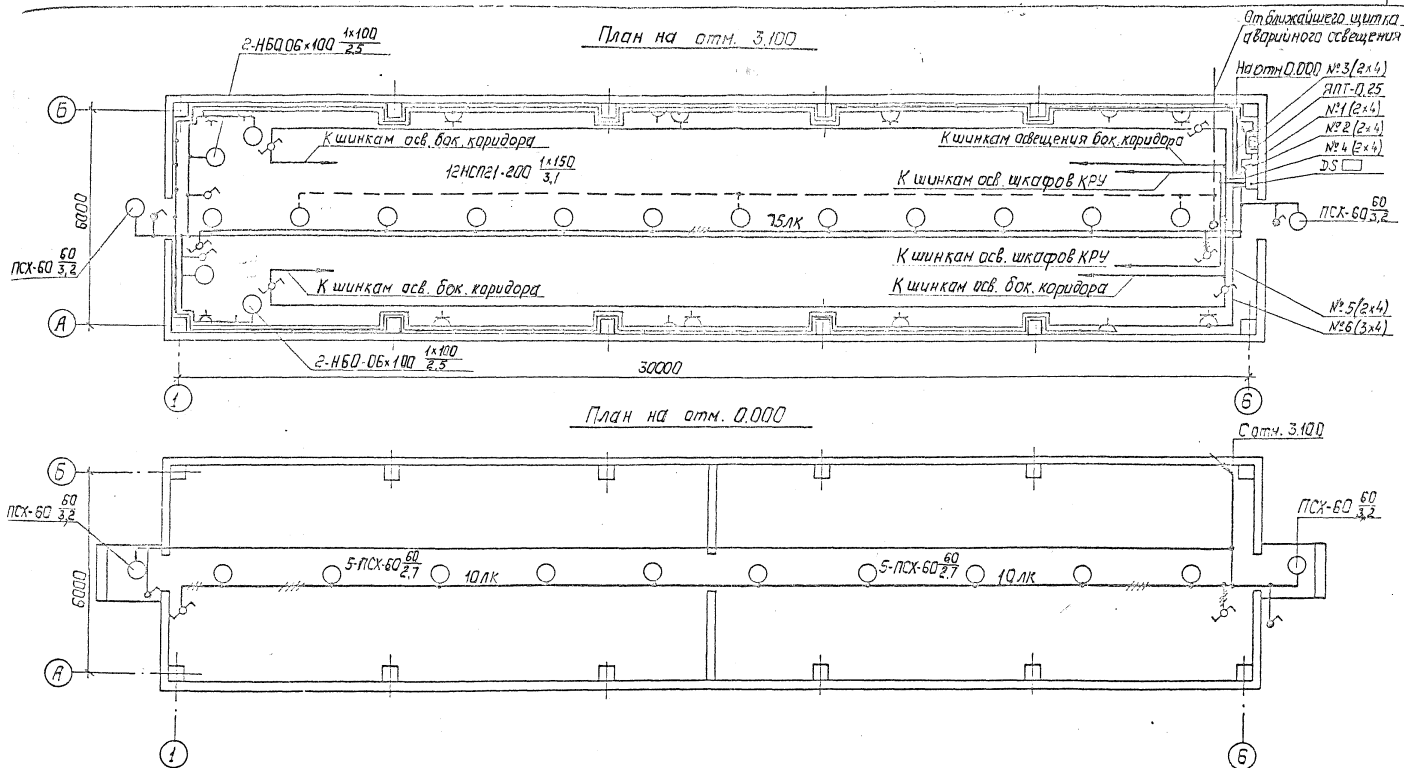 План на отм. 3.100
От ближайшего щитка
аварийного освещения
2-НБО06×100 1×100/2.5
На отм 0.000 №3(2×4)
ЯПТ-0,25
№1(2×4)
№2(2×4)
№4(2×4)
DS
Б
К шинкам осв. бок. коридора
К шинкам освещения бок. коридора
12НСП21-200 1×150/3,1
К шинкам осв. шкафов КРУ
6000
75лк
ПСХ-60 60/3,2
ПСХ-60 60/3,2
К шинкам осв. шкафов КРУ
К шинкам осв. бок. коридора
К шинкам осв. бок. коридора
А
№5(2×4)
№6(3×4)
2-НБО-06×100 1×100/2,5
30000
1
6
План на отм. 0.000
С отм. 3.100
Б
ПСХ-60 60/3,2
ПСХ-60 60/3,2
6000
5-ПСХ-60 60/2,7
10лк
5-ПСХ-60 60/2,7
10лк
А
1
6